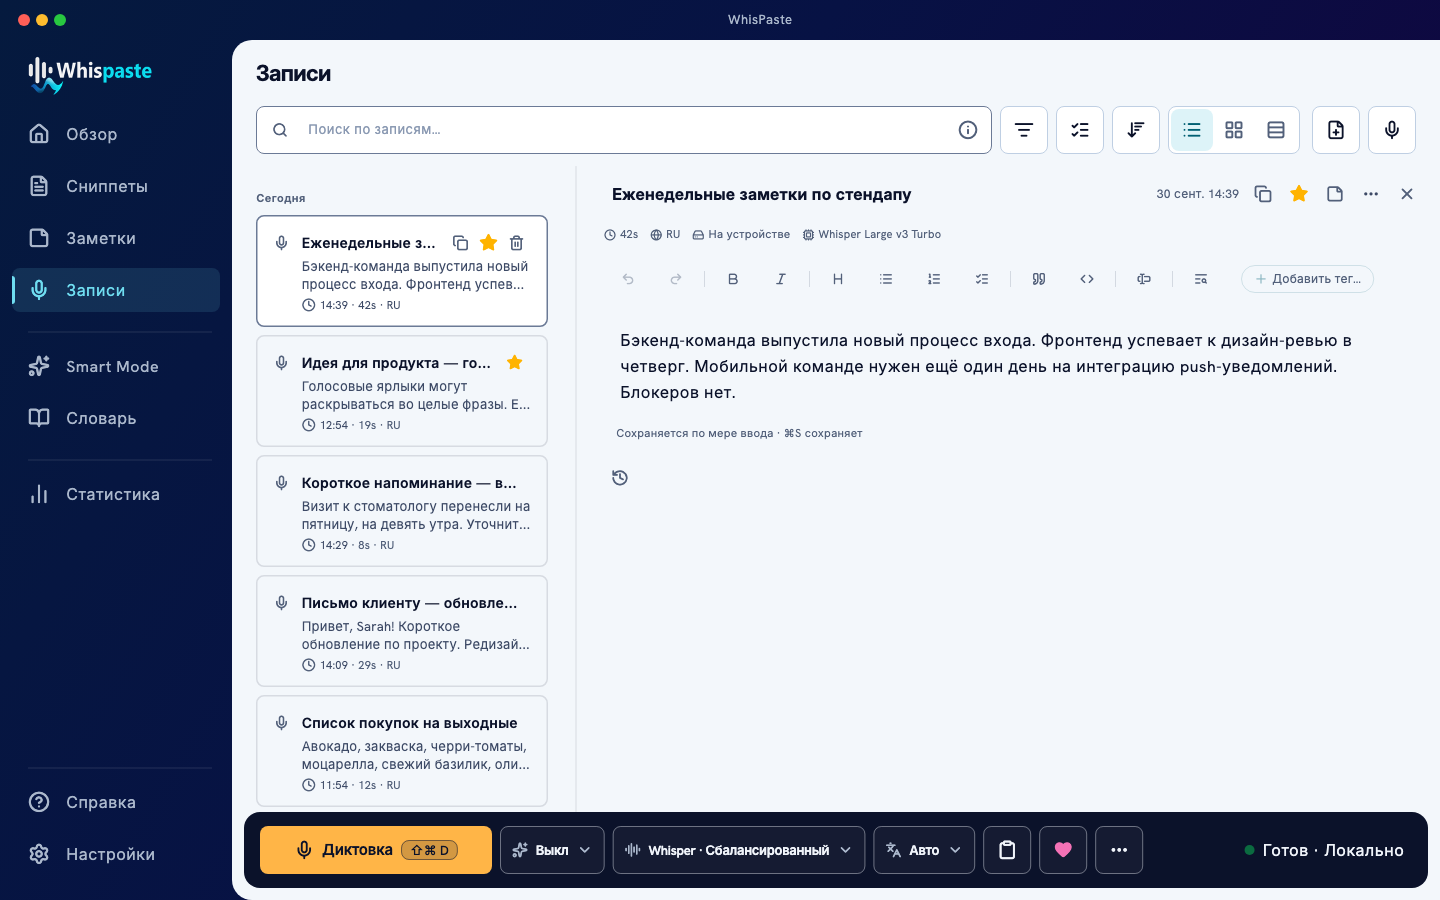 WhisPaste
Whispaste
Обзор
Сниппеты
Заметки
Записи
Smart Mode
Словарь
Статистика
Справка
Настройки
Записи
Поиск по записям...
Сегодня
Еженедельные з...
Бэкенд-команда выпустила новый
процесс входа. Фронтенд успев...
14:39 · 42s · RU
Идея для продукта — го...
Голосовые ярлыки могут
раскрываться во целые фразы. Е...
12:54 · 19s · RU
Короткое напоминание — в...
Визит к стоматологу перенесли на
пятницу, на девять утра. Уточнит...
14:29 · 8s · RU
Письмо клиенту — обновле...
Привет, Sarah! Короткое
обновление по проекту. Редизай...
14:09 · 29s · RU
Список покупок на выходные
Авокадо, закваска, черри-томаты,
моцарелла, свежий базилик, оли...
11:54 · 12s · RU
Еженедельные заметки по стендапу
30 сент. 14:39
42s RU На устройстве Whisper Large v3 Turbo
B I H Добавить тег...
Бэкенд-команда выпустила новый процесс входа. Фронтенд успевает к дизайн-ревью в
четверг. Мобильной команде нужен ещё один день на интеграцию push-уведомлений.
Блокеров нет.
Сохраняется по мере ввода · ⌘S сохраняет
Диктовка ⇧⌘D
Выкл
Whisper · Сбалансированный
Авто
Готов · Локально